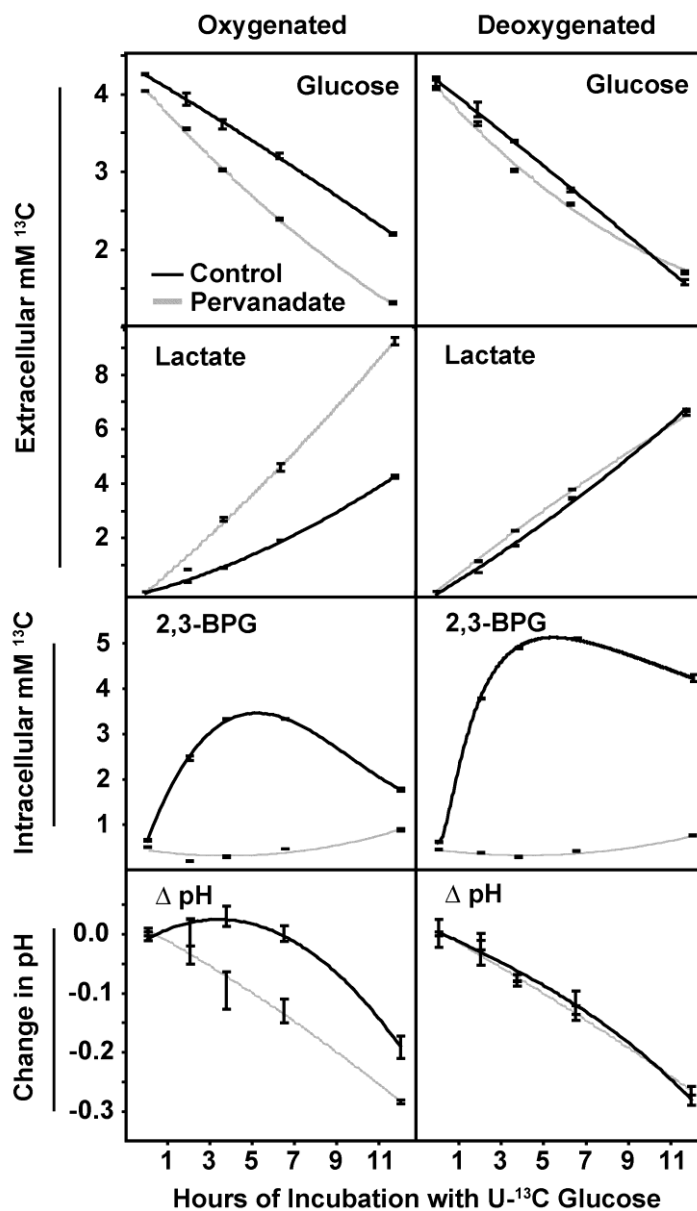 Oxygenated
Deoxygenated
Extracellular mM ¹³C
4
3
2
Glucose
Control
Pervanadate
Glucose
8
6
4
2
Lactate
Lactate
Intracellular mM ¹³C
5
4
3
2
1
2,3-BPG
2,3-BPG
Change in pH
0.0
-0.1
-0.2
-0.3
Δ pH
Δ pH
1 3 5 7 9 11
1 3 5 7 9 11
Hours of Incubation with U-¹³C Glucose